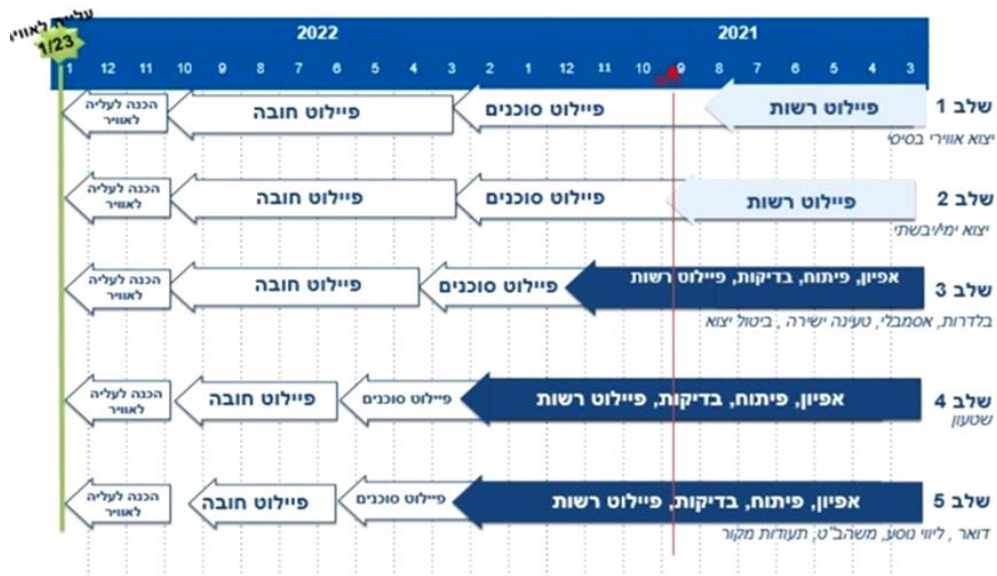 עליית לאוויר
1/23
2021 2022
3 4 5 6 7 8 9 10 11 12 1 2 3 4 5 6 7 8 9 10 11 12 1
שלב 1 פיילוט רשות פיילוט סוכנים פיילוט חובה הכנה לעליה
לאוויר
יצוא אווירי בסיסי
שלב 2 פיילוט רשות פיילוט סוכנים פיילוט חובה הכנה לעליה
לאוויר
יצוא ימי/יבשתי
שלב 3 אפיון, פיתוח, בדיקות, פיילוט רשות פיילוט סוכנים פיילוט חובה הכנה לעליה
לאוויר
בלדרות, אסמבלי, טעינה ישירה , ביטול יצוא
שלב 4 אפיון, פיתוח, בדיקות, פיילוט רשות פיילוט סוכנים פיילוט חובה הכנה לעליה
לאוויר
שטעון
שלב 5 אפיון, פיתוח, בדיקות, פיילוט רשות פיילוט סוכנים פיילוט חובה הכנה לעליה
לאוויר
דואר , ליווי נוסע, משהב"ט, תעודות מקור